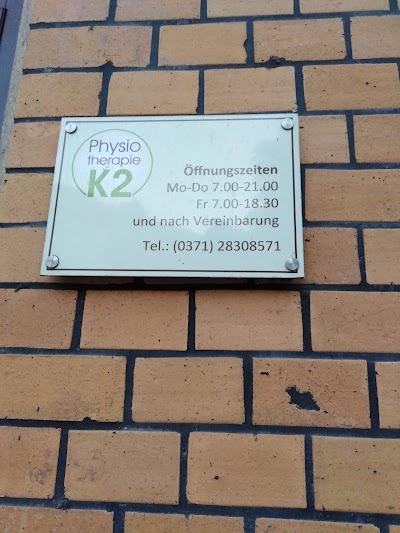 Physio
therapie
K2
Öffnungszeiten
Mo-Do 7.00-21.00
Fr 7.00-18.30
und nach Vereinbarung
Tel.: (0371) 28308571